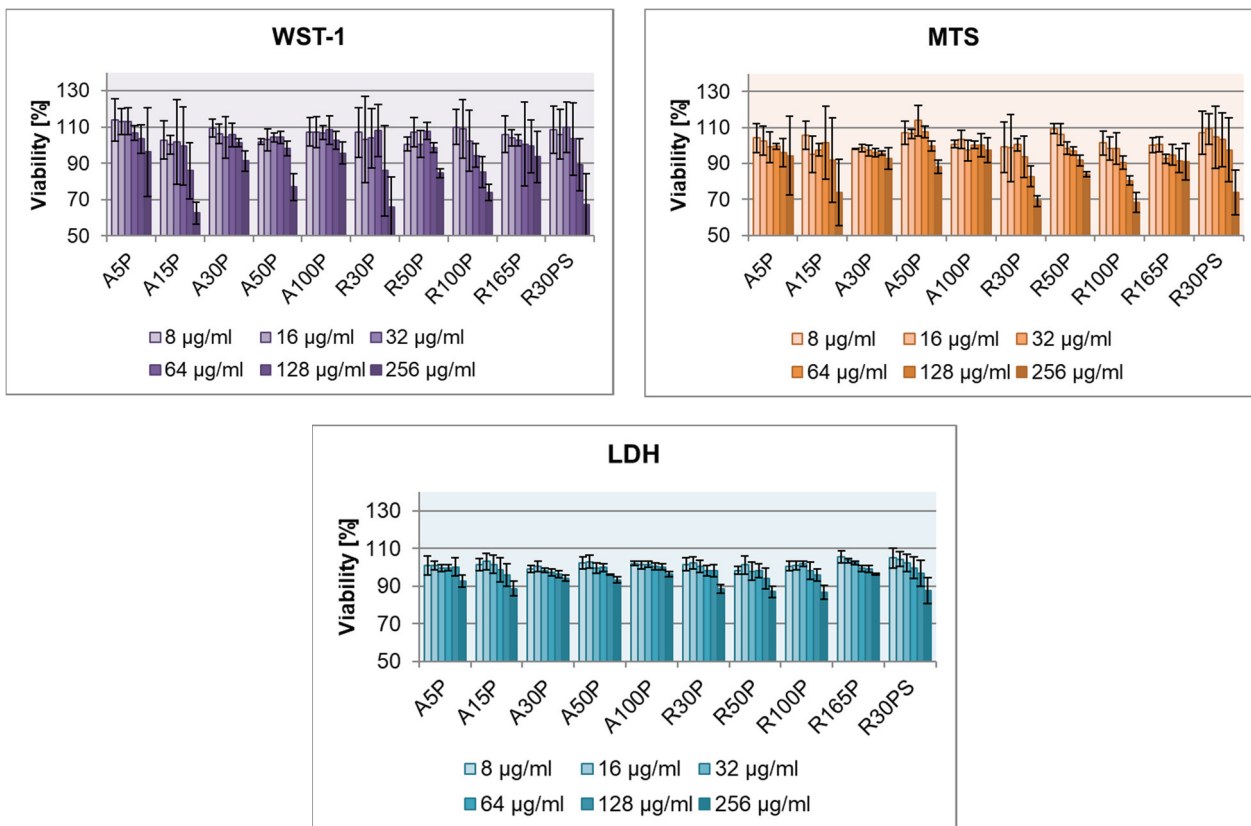 WST-1
Viability [%]
130
110
90
70
50
A5P
A15P
A30P
A50P
A100P
R30P
R50P
R100P
R165P
R30PS
8 µg/ml 16 µg/ml 32 µg/ml
64 µg/ml 128 µg/ml 256 µg/ml
MTS
Viability [%]
130
110
90
70
50
A5P
A15P
A30P
A50P
A100P
R30P
R50P
R100P
R165P
R30PS
8 µg/ml 16 µg/ml 32 µg/ml
64 µg/ml 128 µg/ml 256 µg/ml
LDH
Viability [%]
130
110
90
70
50
A5P
A15P
A30P
A50P
A100P
R30P
R50P
R100P
R165P
R30PS
8 µg/ml 16 µg/ml 32 µg/ml
64 µg/ml 128 µg/ml 256 µg/ml